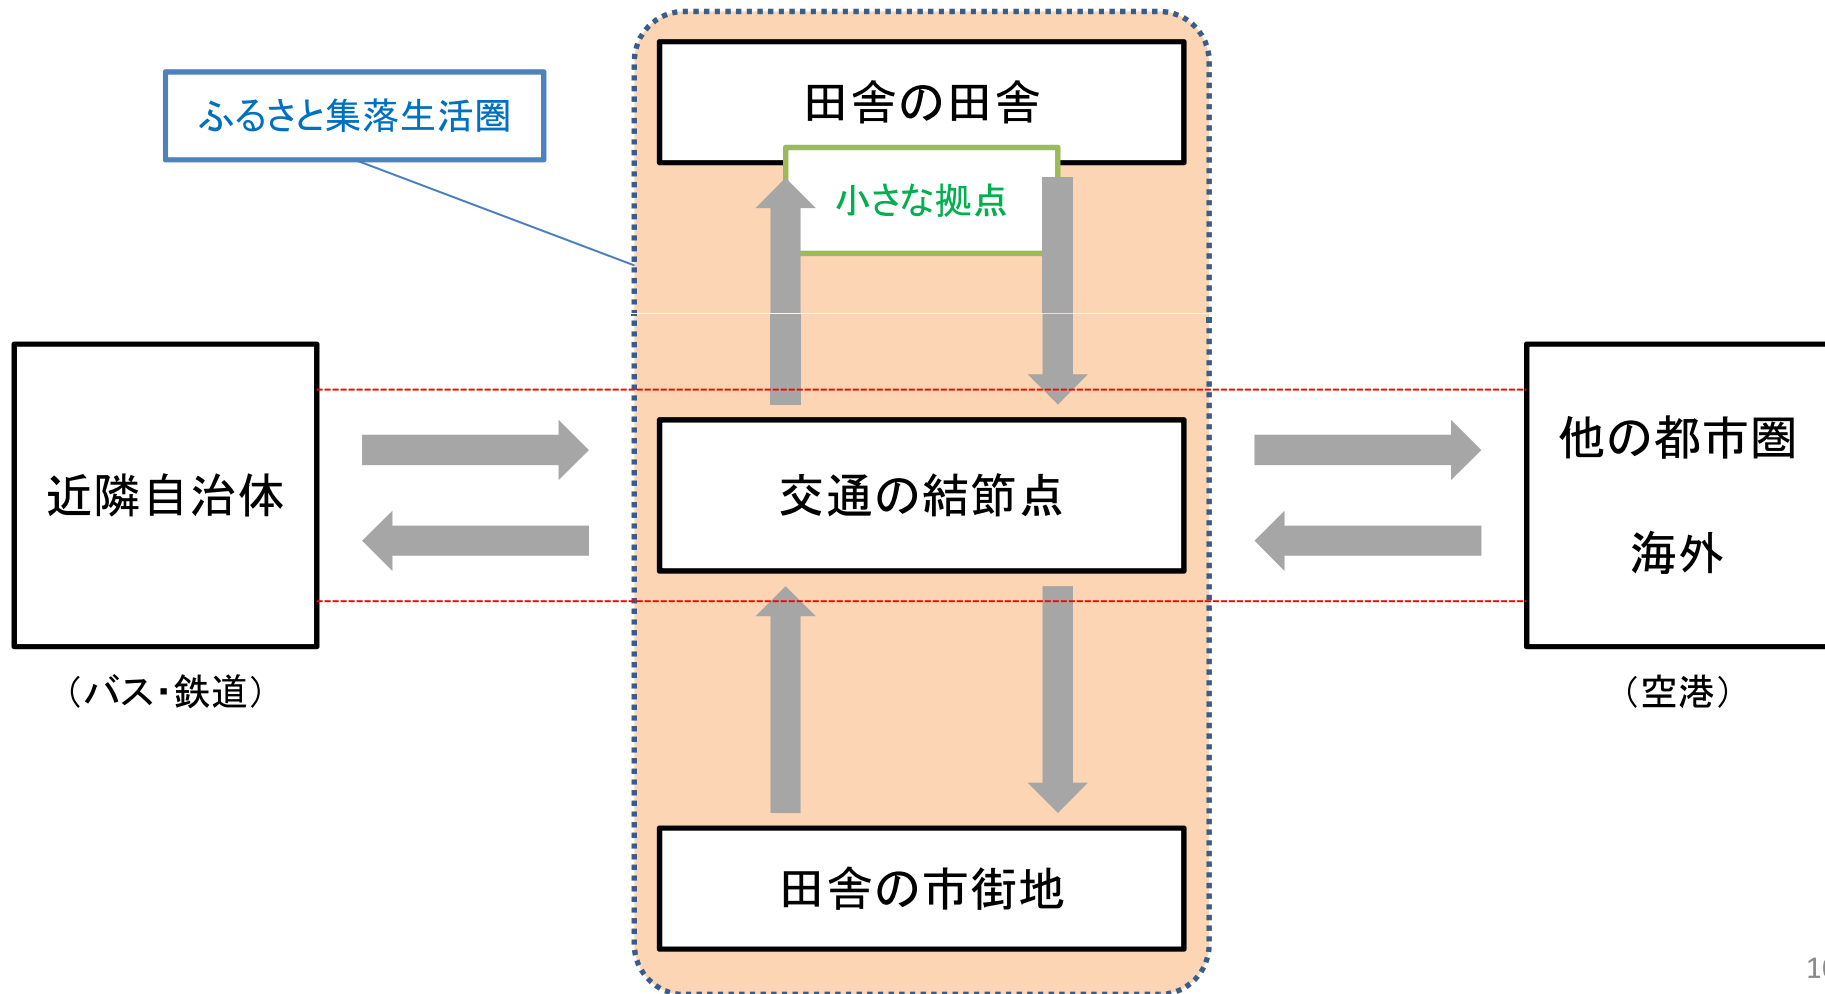 田舎の田舎
ふるさと集落生活圏
小さな拠点
近隣自治体
交通の結節点
他の都市圏
海外
（バス・鉄道）
（空港）
田舎の市街地